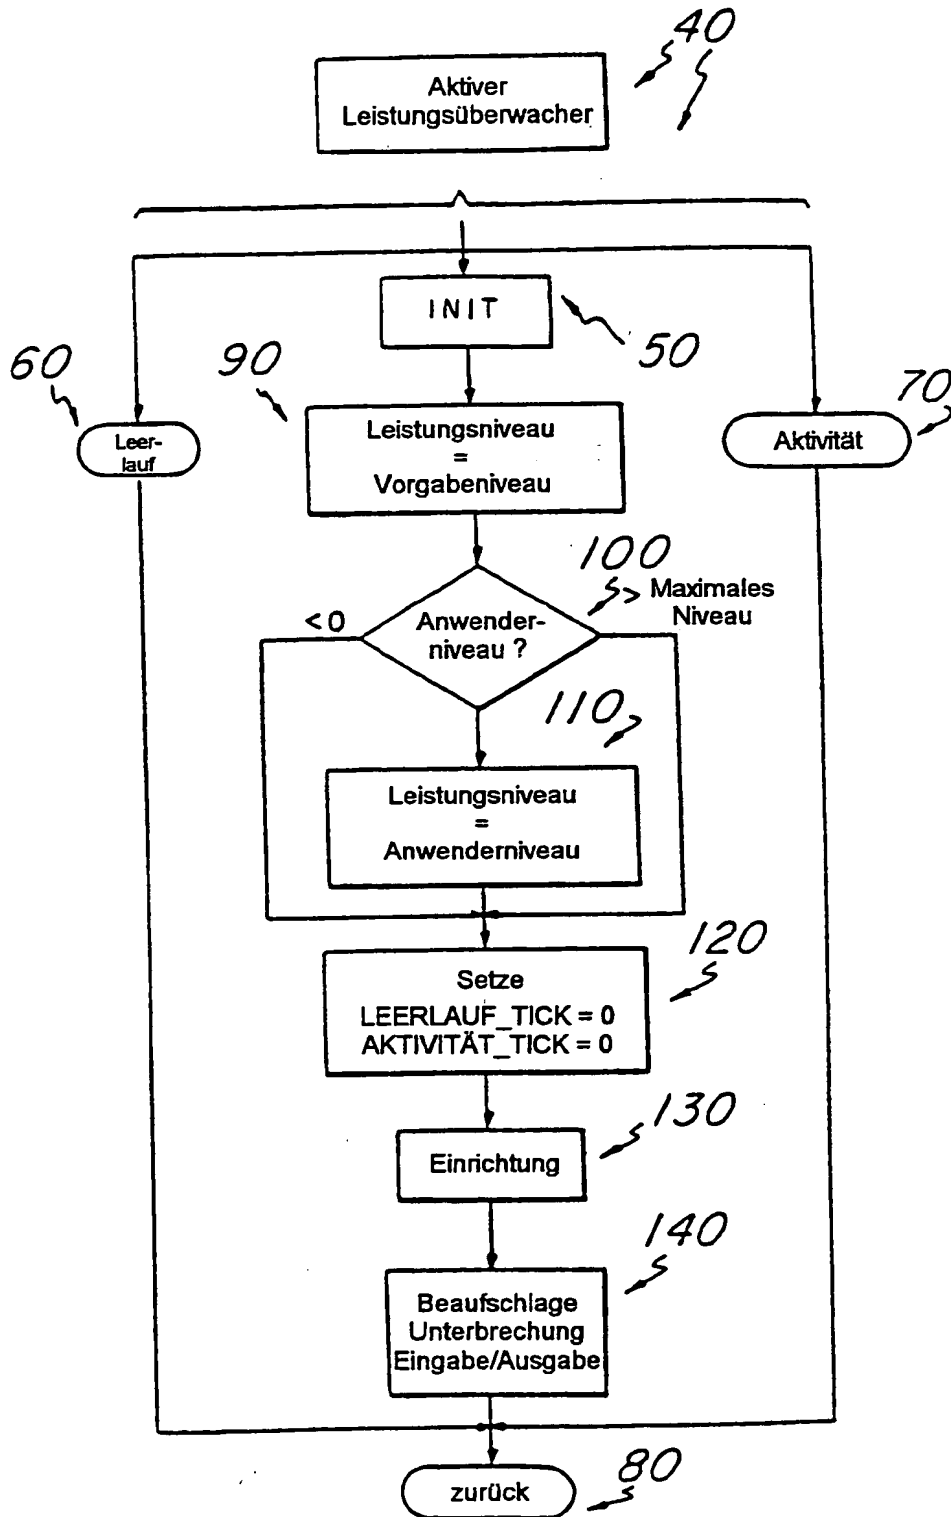 40
Aktiver
Leistungsüberwacher
INIT
50
60
90
70
Leer-
lauf
Leistungsniveau
=
Vorgabeniveau
Aktivität
100
<0
Anwender-
niveau ?
> Maximales
Niveau
110
Leistungsniveau
=
Anwenderniveau
120
Setze
LEERLAUF_TICK = 0
AKTIVITÄT_TICK = 0
130
Einrichtung
140
Beaufschlage
Unterbrechung
Eingabe/Ausgabe
zurück
80